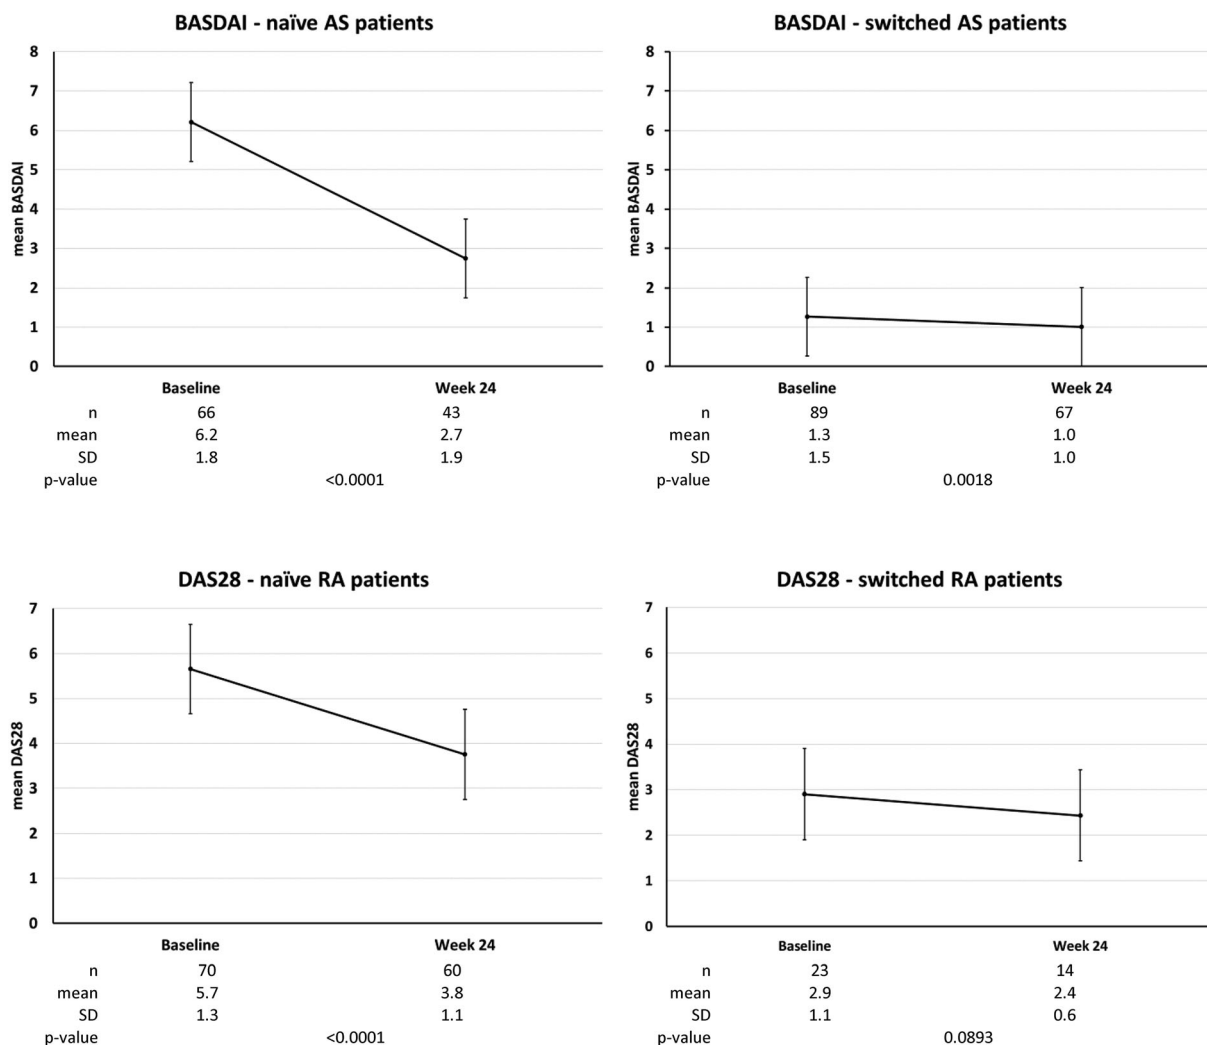 BASDAI - naïve AS patients
8
7
6
5
4
3
2
1
0
mean BASDAI
Baseline Week 24
n 66 43
mean 6.2 2.7
SD 1.8 1.9
p-value <0.0001
BASDAI - switched AS patients
8
7
6
5
4
3
2
1
0
mean BASDAI
Baseline Week 24
n 89 67
mean 1.3 1.0
SD 1.5 1.0
p-value 0.0018
DAS28 - naïve RA patients
7
6
5
4
3
2
1
0
mean DAS28
Baseline Week 24
n 70 60
mean 5.7 3.8
SD 1.3 1.1
p-value <0.0001
DAS28 - switched RA patients
7
6
5
4
3
2
1
0
mean DAS28
Baseline Week 24
n 23 14
mean 2.9 2.4
SD 1.1 0.6
p-value 0.0893